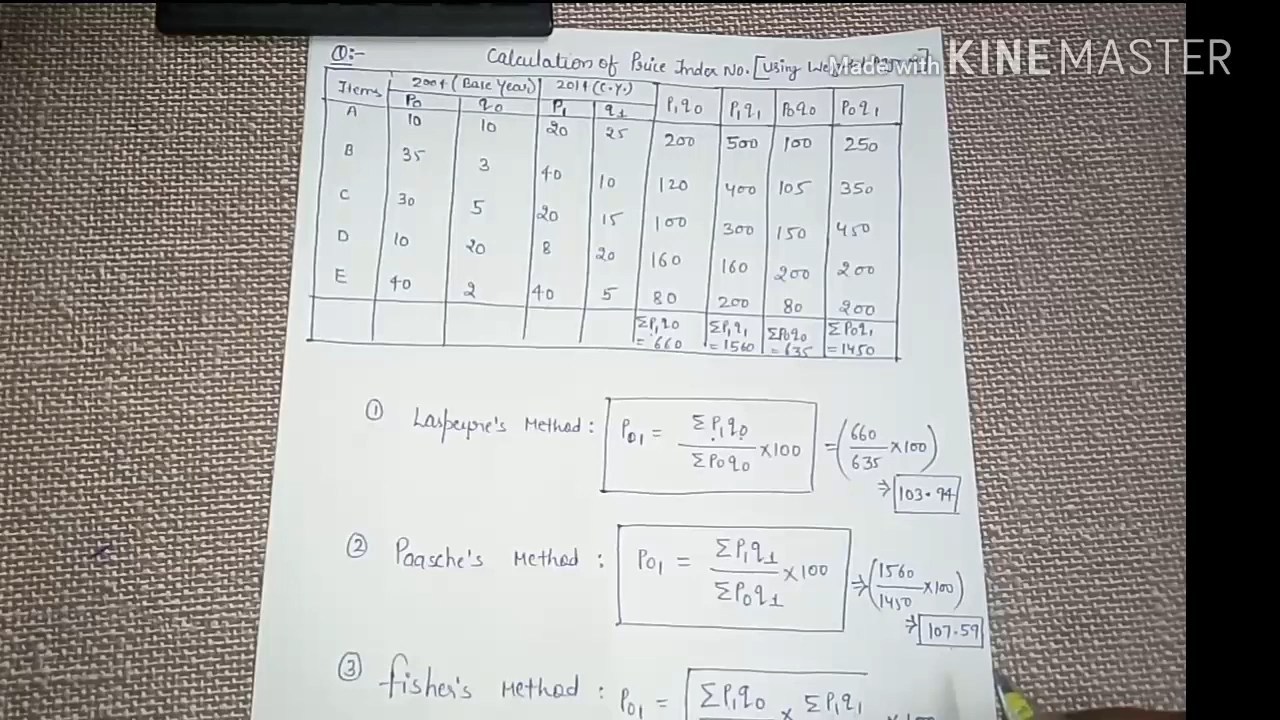 Made with KINEMASTER
Q:-
Calculation of Price Index No. [Using
Items 2004 (Base Year) 2014 (C.Y.) P₁q₀ P₁q₁ P₀q₀ P₀q₁
P₀ q₀ P₁ q₁
A 10 10 20 25 200 500 100 250
B 35 3 40 10 120 400 105 350
C 30 5 20 15 100 300 150 450
D 10 20 8 20 160 160 200 200
E 40 2 40 5 80 200 80 200
ΣP₁q₀ ΣP₁q₁ ΣP₀q₀ ΣP₀q₁
= 660 = 1560 = 635 = 1450
① Laspeyre's Method : P₀₁ = ΣP₁q₀ / ΣP₀q₀ ×100 = (660/635 ×100)
⇒ 103.94
② Paasche's Method : P₀₁ = ΣP₁q₁ / ΣP₀q₁ ×100 ⇒ (1560/1450 ×100)
⇒ 107.59
③ Fisher's Method : P₀₁ = √ ΣP₁q₀ × ΣP₁q₁